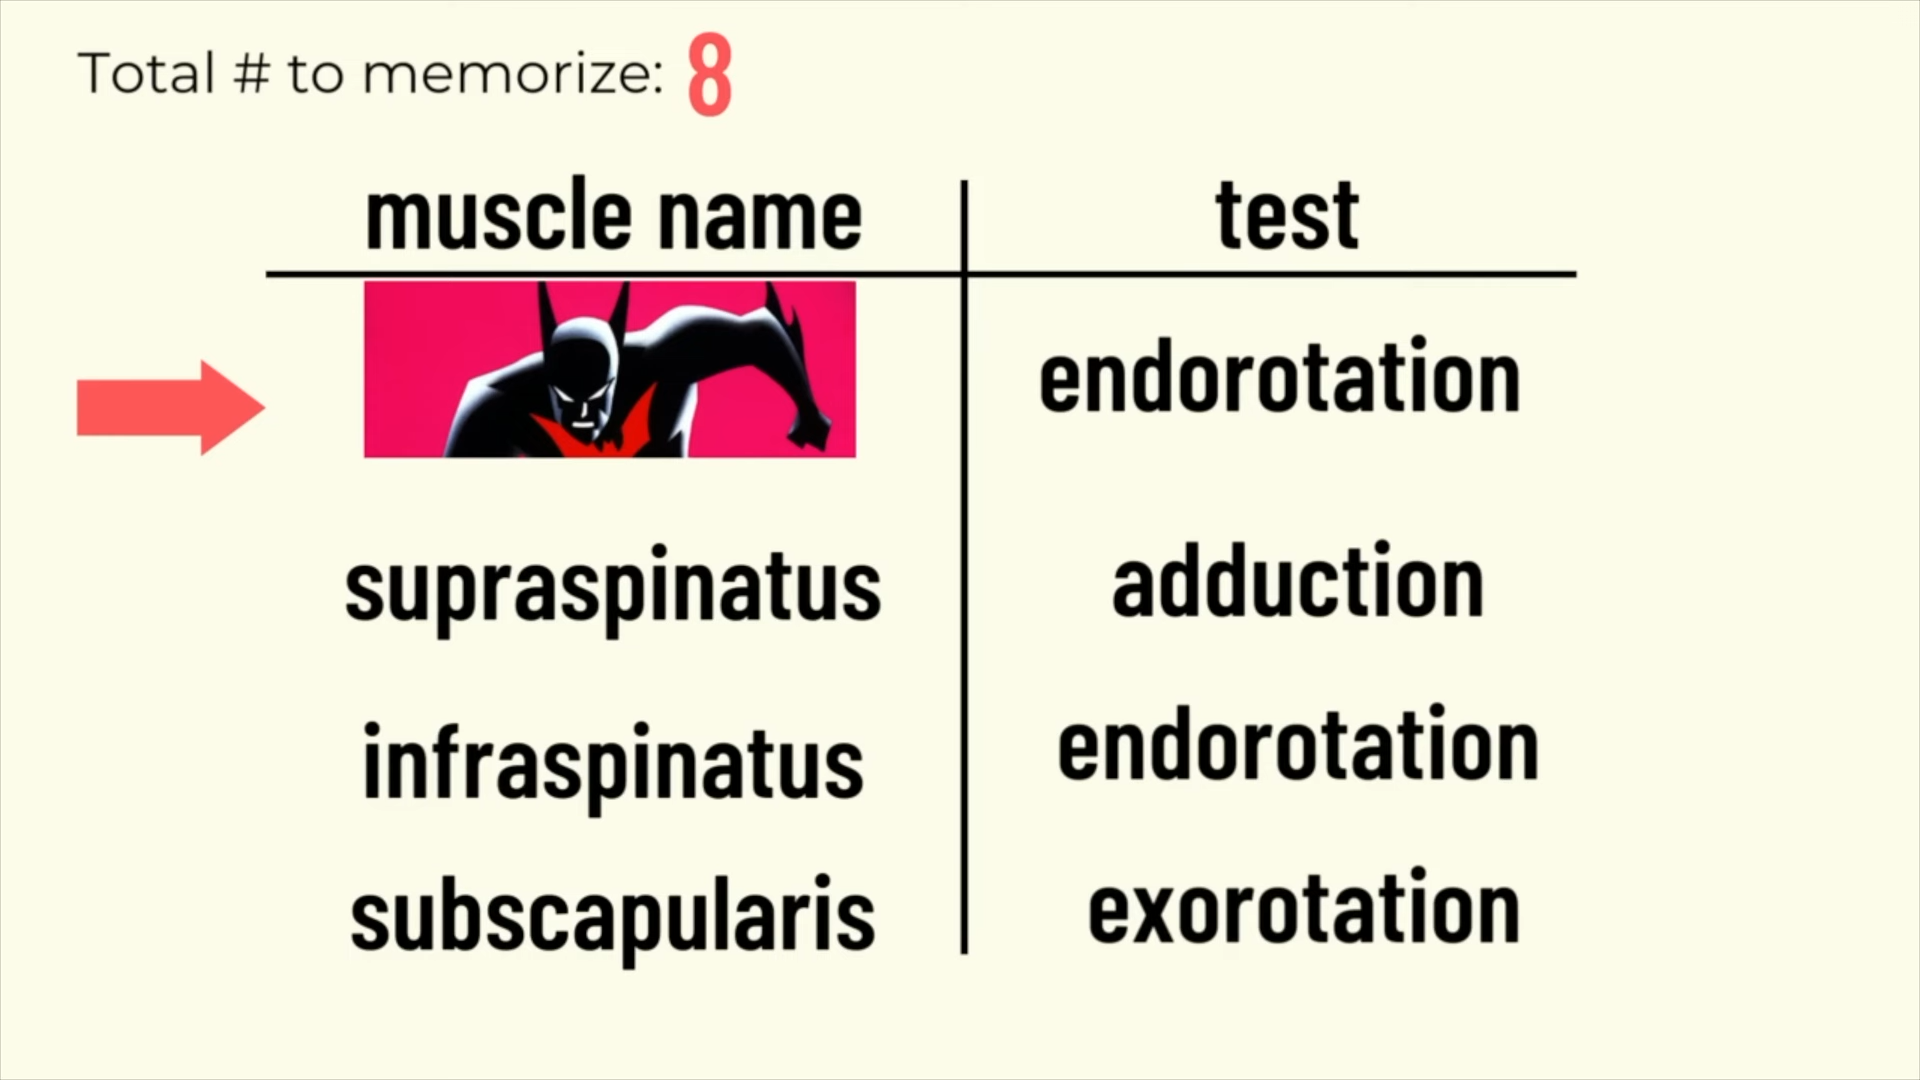 Total # to memorize: 8
muscle name test
endorotation
supraspinatus adduction
infraspinatus endorotation
subscapularis exorotation